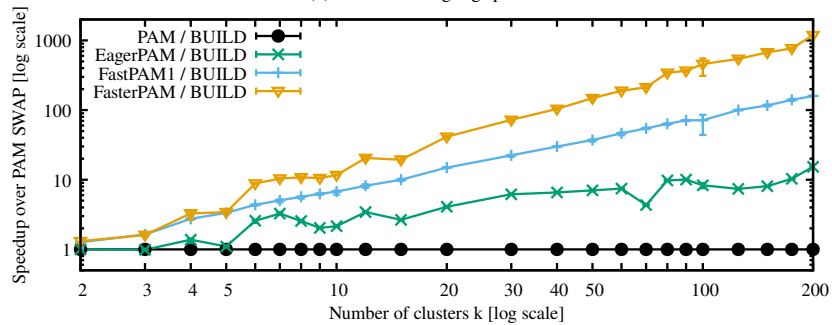 1000
100
10
1
Speedup over PAM SWAP [log scale]
PAM / BUILD
EagerPAM / BUILD
FastPAM1 / BUILD
FasterPAM / BUILD
2 3 4 5 10 20 30 40 50 100 200
Number of clusters k [log scale]